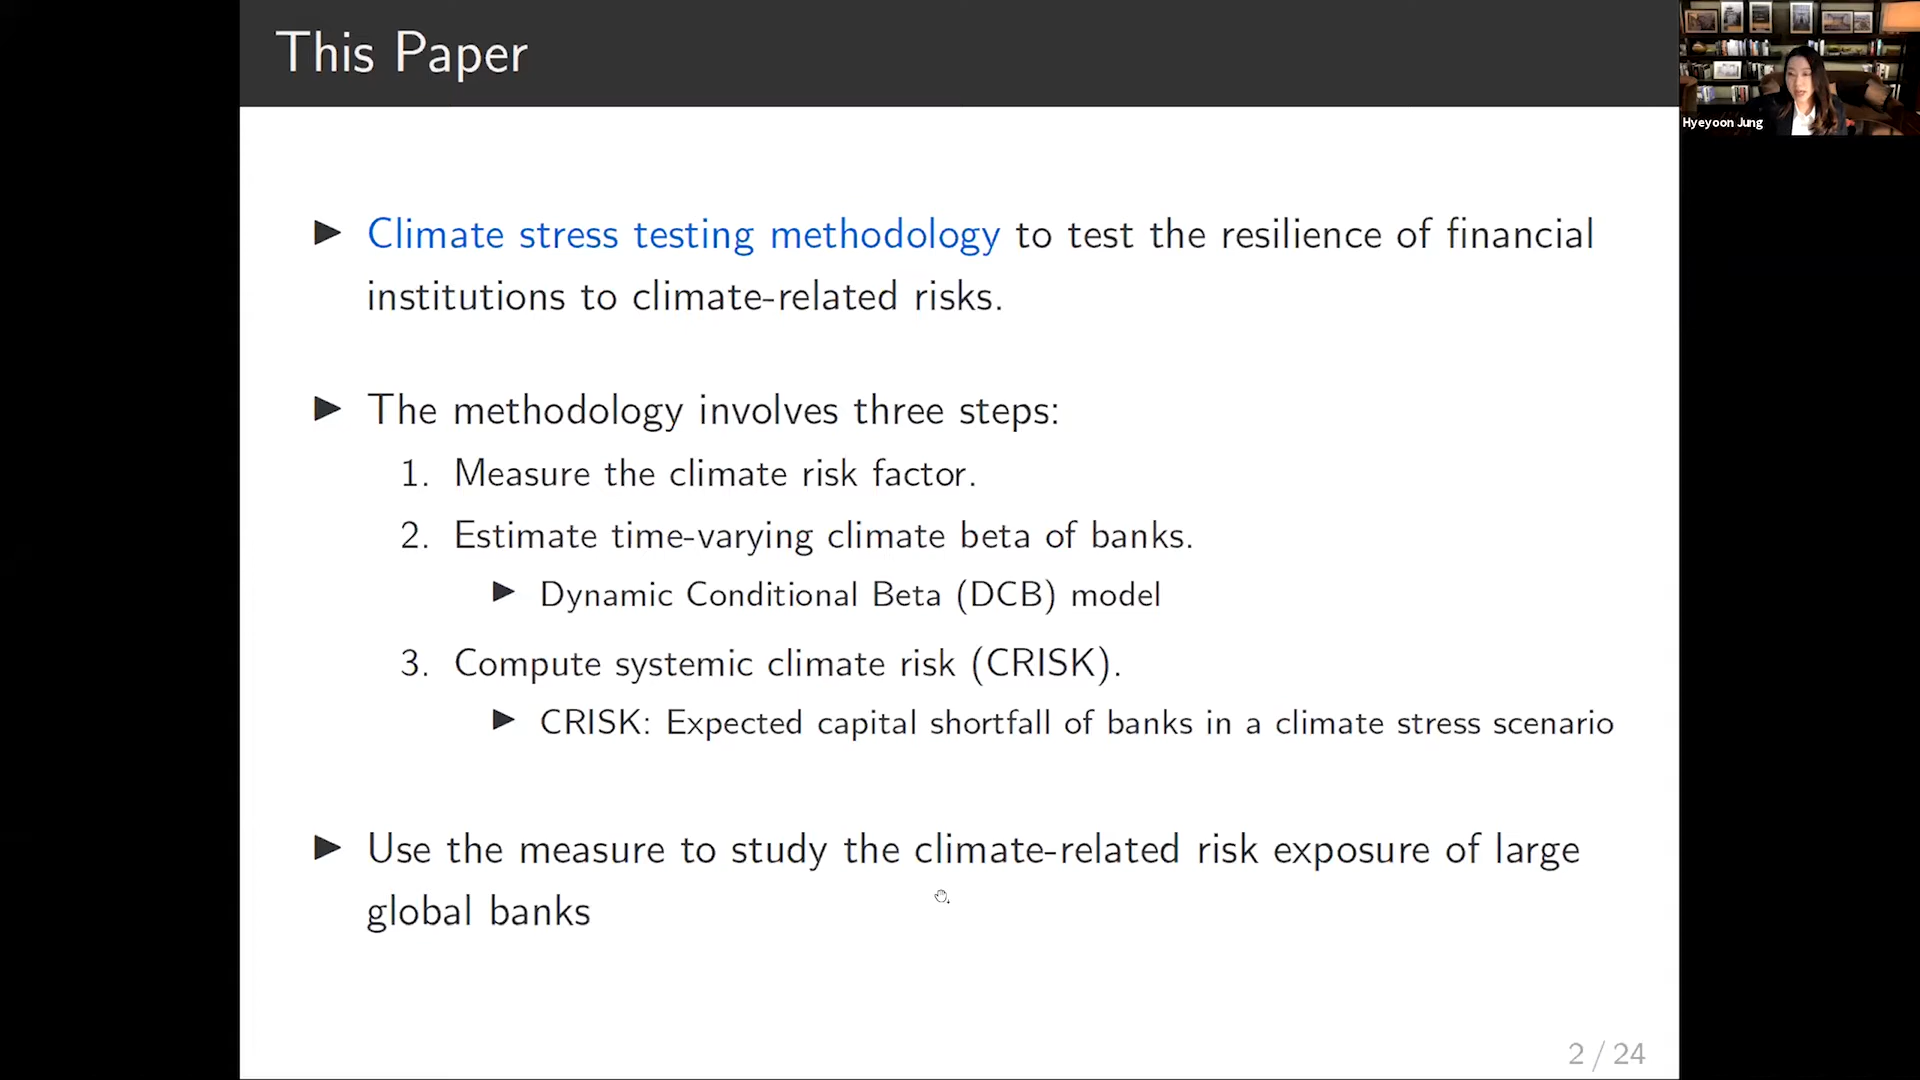 This Paper
Hyeyoon Jung
▶ Climate stress testing methodology to test the resilience of financial
institutions to climate-related risks.
▶ The methodology involves three steps:
1. Measure the climate risk factor.
2. Estimate time-varying climate beta of banks.
▶ Dynamic Conditional Beta (DCB) model
3. Compute systemic climate risk (CRISK).
▶ CRISK: Expected capital shortfall of banks in a climate stress scenario
▶ Use the measure to study the climate-related risk exposure of large
global banks
2 / 24